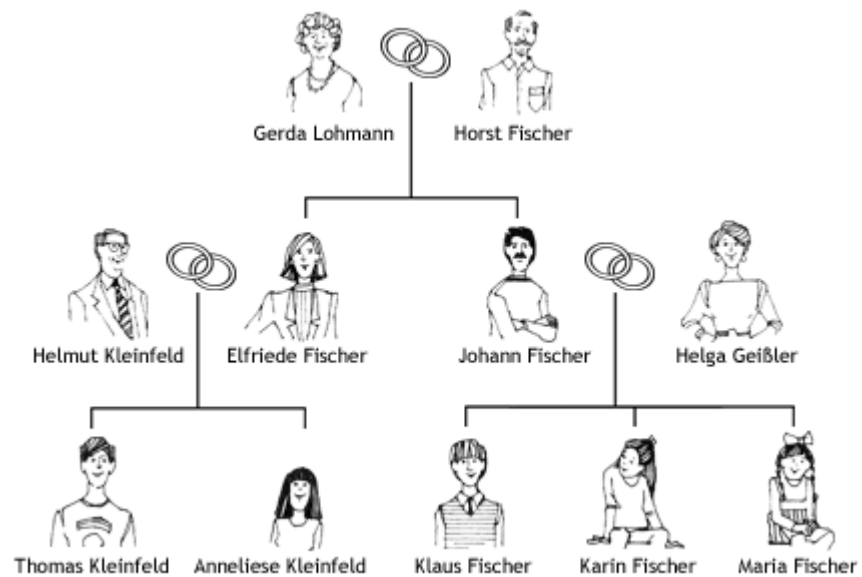 Gerda Lohmann
Horst Fischer
Helmut Kleinfeld
Elfriede Fischer
Johann Fischer
Helga Geißler
Thomas Kleinfeld
Anneliese Kleinfeld
Klaus Fischer
Karin Fischer
Maria Fischer